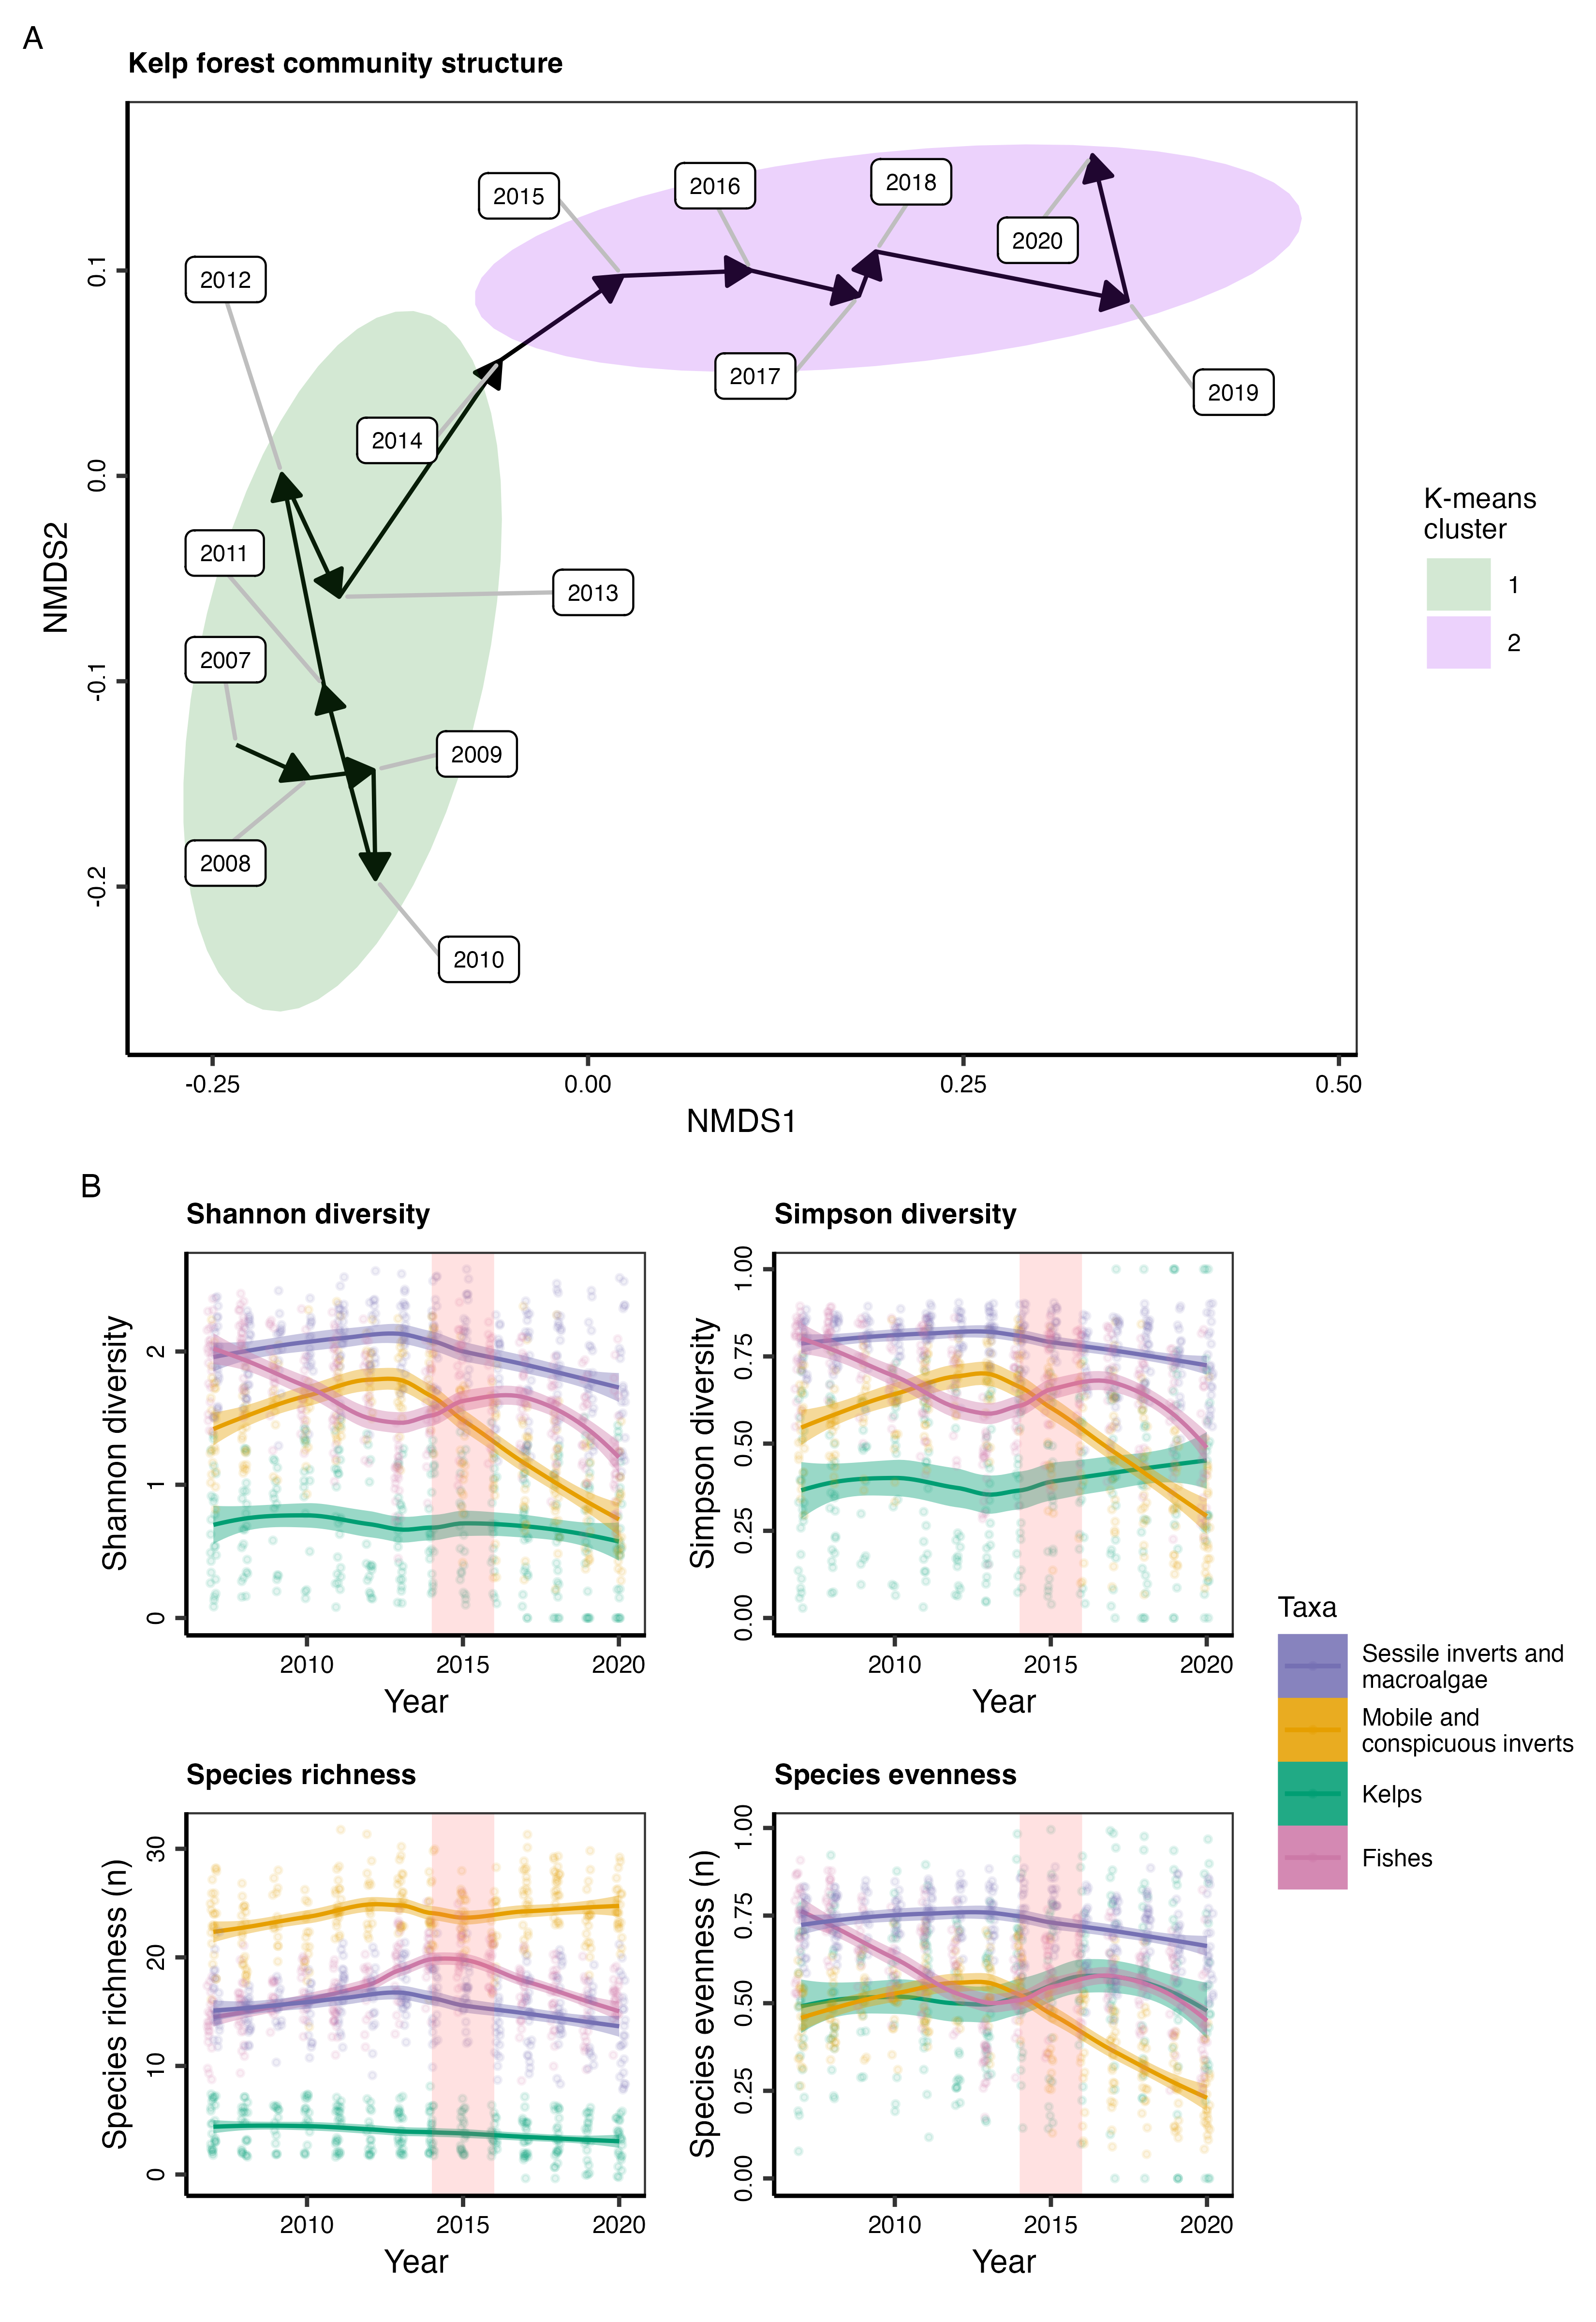 A
Kelp forest community structure
2015
2016
2018
2020
2012
2017
2019
2014
2011
2013
2007
2009
2008
2010
0.1
0.0
-0.1
-0.2
NMDS2
-0.25
0.00
0.25
0.50
NMDS1
K-means
cluster
1
2
B
Shannon diversity
Shannon diversity
2
1
0
2010
2015
2020
Year
Simpson diversity
Simpson diversity
1.00
0.75
0.50
0.25
0.00
2010
2015
2020
Year
Species richness
Species richness (n)
30
20
10
0
2010
2015
2020
Year
Species evenness
Species evenness (n)
1.00
0.75
0.50
0.25
0.00
2010
2015
2020
Year
Taxa
Sessile inverts and
macroalgae
Mobile and
conspicuous inverts
Kelps
Fishes